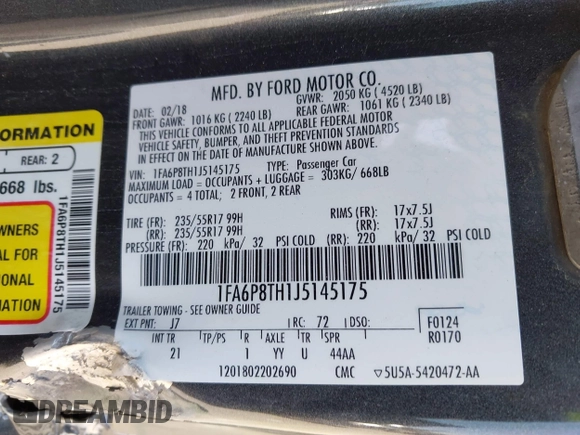 MFD. BY FORD MOTOR CO.
DATE: 02/18 GVWR: 2050 KG ( 4520 LB)
FRONT GAWR: 1016 KG ( 2240 LB) REAR GAWR: 1061 KG ( 2340 LB)
THIS VEHICLE CONFORMS TO ALL APPLICABLE FEDERAL MOTOR
VEHICLE SAFETY, BUMPER, AND THEFT PREVENTION STANDARDS
IN EFFECT ON THE DATE OF MANUFACTURE SHOWN ABOVE.
VIN: 1FA6P8TH1J5145175 TYPE: Passenger Car
MAXIMUM LOAD = OCCUPANTS + LUGGAGE = 303KG/ 668LB
OCCUPANTS = 4 TOTAL; 2 FRONT, 2 REAR
TIRE (FR): 235/55R17 99H RIMS (FR): 17x7.5J
(RR): 235/55R17 99H (RR): 17x7.5J
PRESSURE (FR): 220 kPa/ 32 PSI COLD (RR): 220 kPa/ 32 PSI COLD
1FA6P8TH1J5145175
TRAILER TOWING - SEE OWNER GUIDE
EXT PNT: J7 RC: 72 DSO: F0124
INT TR TP/PS R AXLE TR SPR R0170
21 1 YY U 44AA
1201802202690 CMC 5U5A-5420472-AA
FORMATION
REAR: 2
668 lbs.
WNERS
AL FOR
IONAL
ION
1FA6P8TH1J5145175
DREAMBID